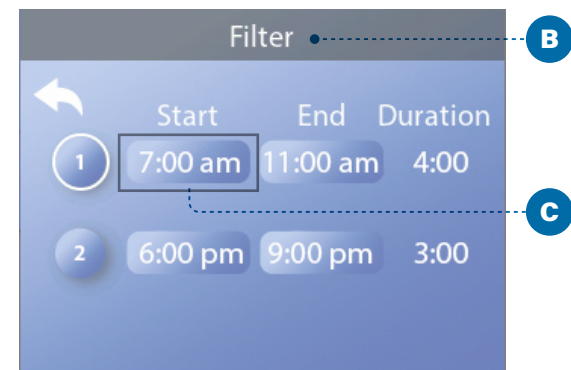 Filter
B
Start End Duration
1 7:00 am 11:00 am 4:00
C
2 6:00 pm 9:00 pm 3:00